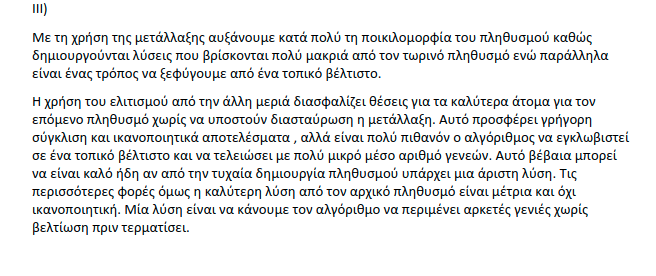 III)
Με τη χρήση της μετάλλαξης αυξάνουμε κατά πολύ τη ποικιλομορφία του πληθυσμού καθώς
δημιουργούνται λύσεις που βρίσκονται πολύ μακριά από τον τωρινό πληθυσμό ενώ παράλληλα
είναι ένας τρόπος να ξεφύγουμε από ένα τοπικό βέλτιστο.
Η χρήση του ελιτισμού από την άλλη μεριά διασφαλίζει θέσεις για τα καλύτερα άτομα για τον
επόμενο πληθυσμό χωρίς να υποστούν διασταύρωση η μετάλλαξη. Αυτό προσφέρει γρήγορη
σύγκλιση και ικανοποιητικά αποτελέσματα , αλλά είναι πολύ πιθανόν ο αλγόριθμος να εγκλωβιστεί
σε ένα τοπικό βέλτιστο και να τελειώσει με πολύ μικρό μέσο αριθμό γενεών. Αυτό βέβαια μπορεί
να είναι καλό ήδη αν από την τυχαία δημιουργία πληθυσμού υπάρχει μια άριστη λύση. Τις
περισσότερες φορές όμως η καλύτερη λύση από τον αρχικό πληθυσμό είναι μέτρια και όχι
ικανοποιητική. Μία λύση είναι να κάνουμε τον αλγόριθμο να περιμένει αρκετές γενιές χωρίς
βελτίωση πριν τερματίσει.